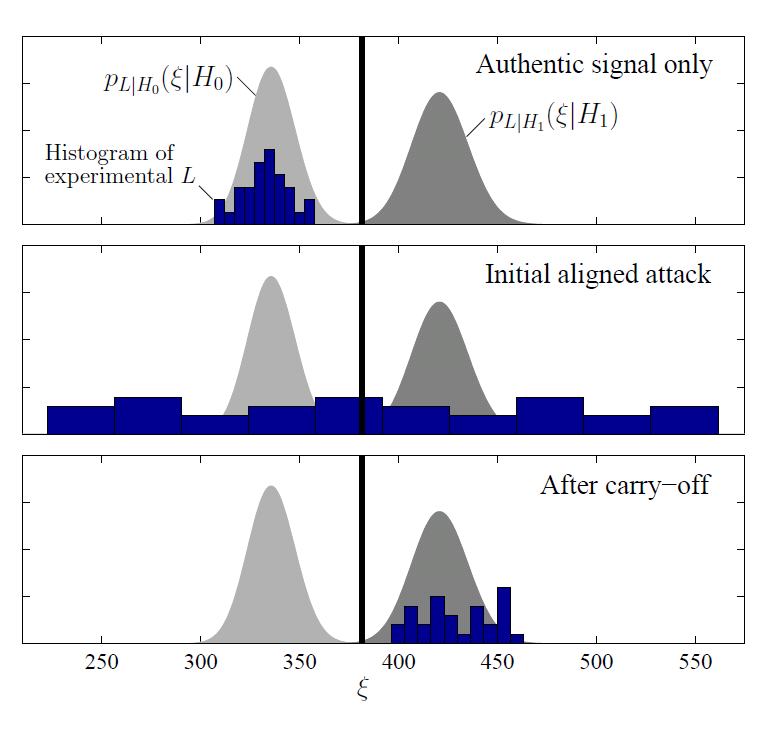 Authentic signal only
p_{L|H_0}(ξ|H_0)
p_{L|H_1}(ξ|H_1)
Histogram of
experimental L
Initial aligned attack
After carry−off
250 300 350 400 450 500 550
ξ